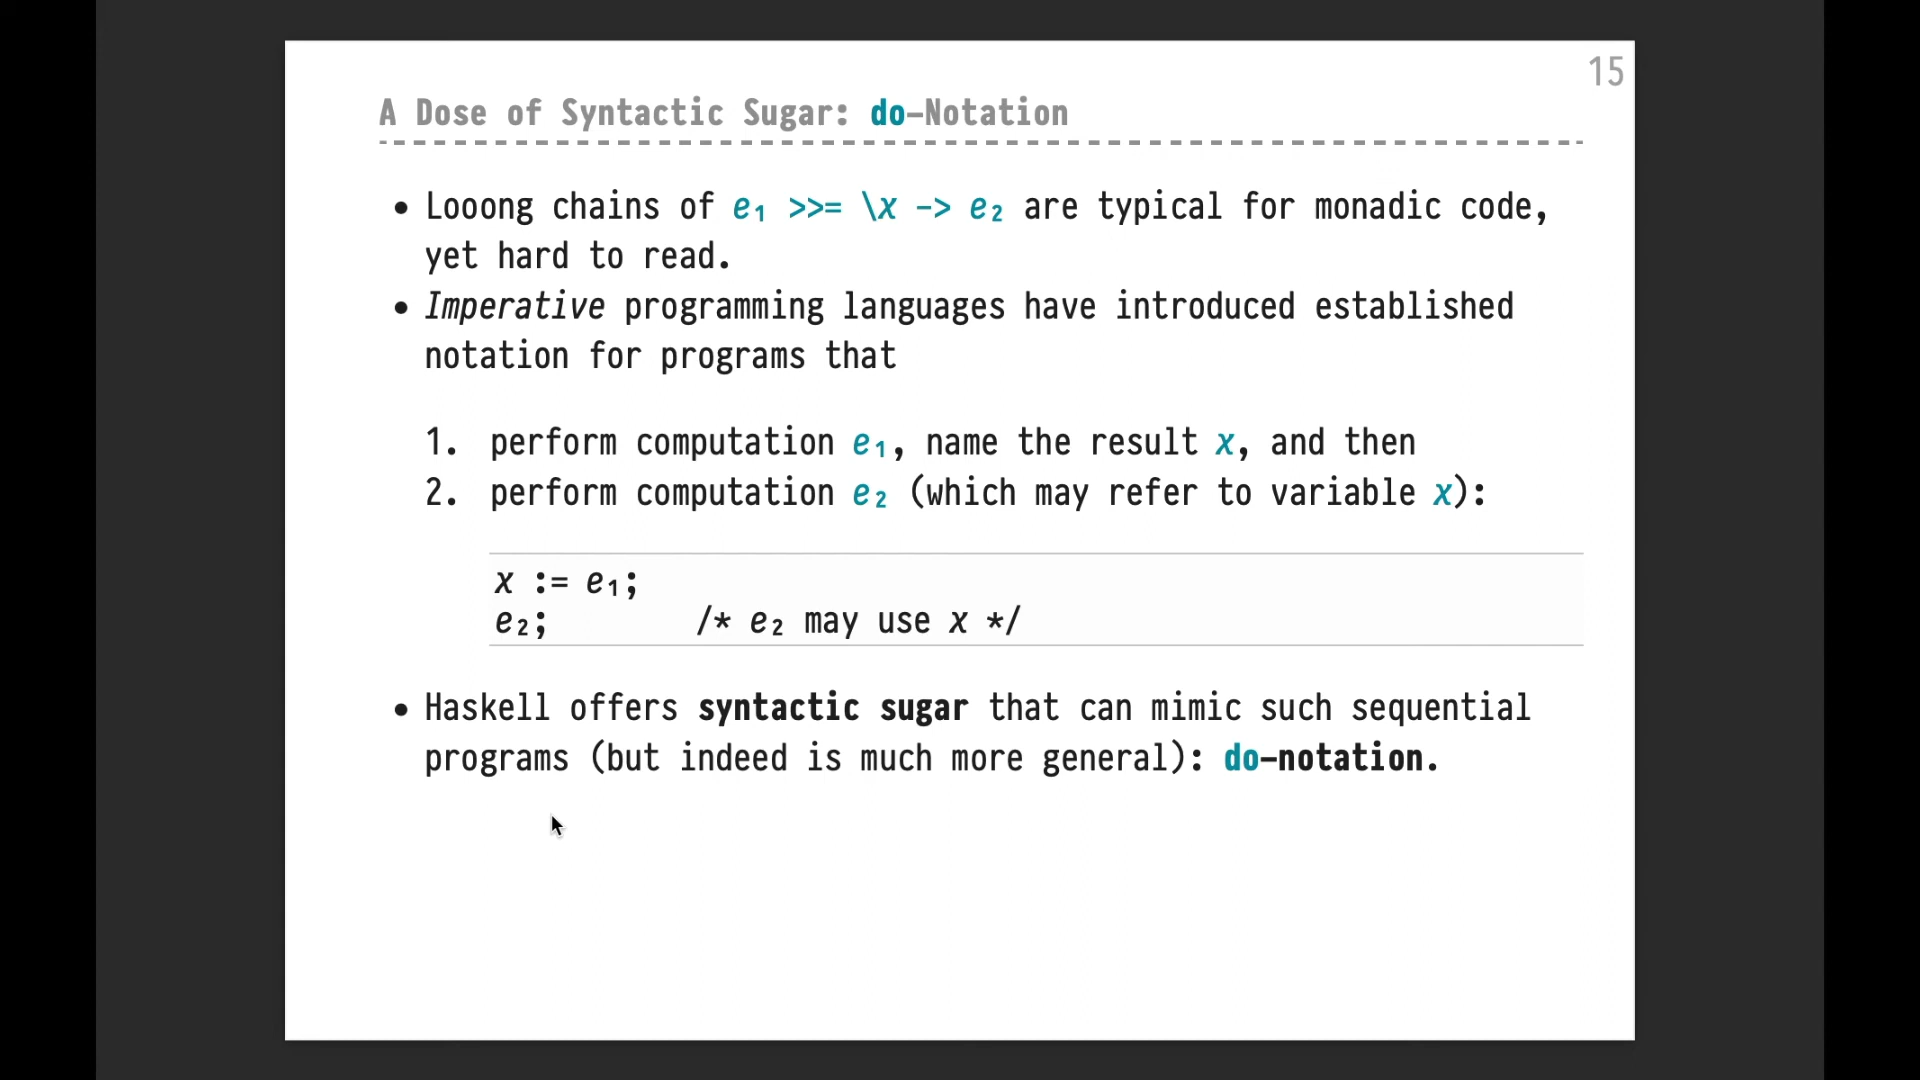 15
A Dose of Syntactic Sugar: do-Notation
• Looong chains of e₁ >>= \x -> e₂ are typical for monadic code,
yet hard to read.
• Imperative programming languages have introduced established
notation for programs that
1. perform computation e₁, name the result x, and then
2. perform computation e₂ (which may refer to variable x):
x := e₁;
e₂; /* e₂ may use x */
• Haskell offers syntactic sugar that can mimic such sequential
programs (but indeed is much more general): do-notation.